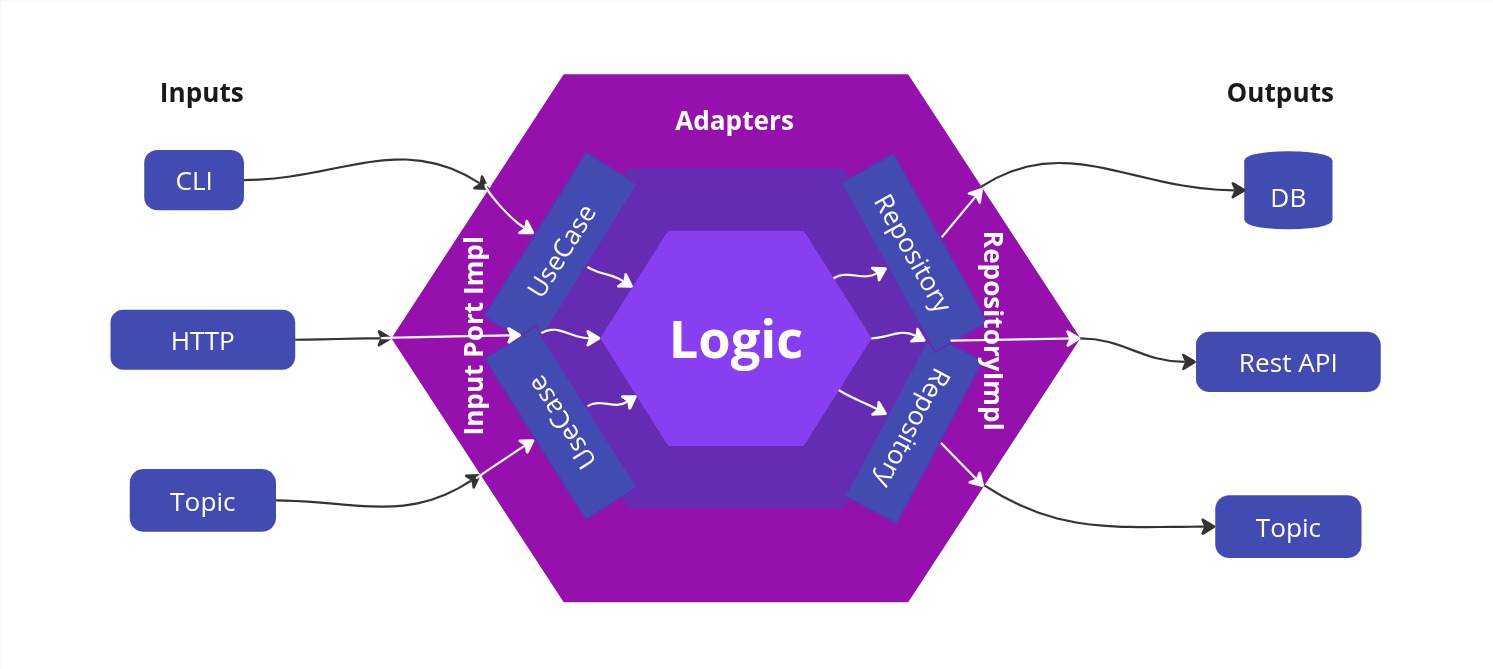 Inputs
Outputs
Adapters
CLI
HTTP
Topic
Input Port Impl
UseCase
UseCase
Logic
Repository
Repository
RepositoryImpl
DB
Rest API
Topic